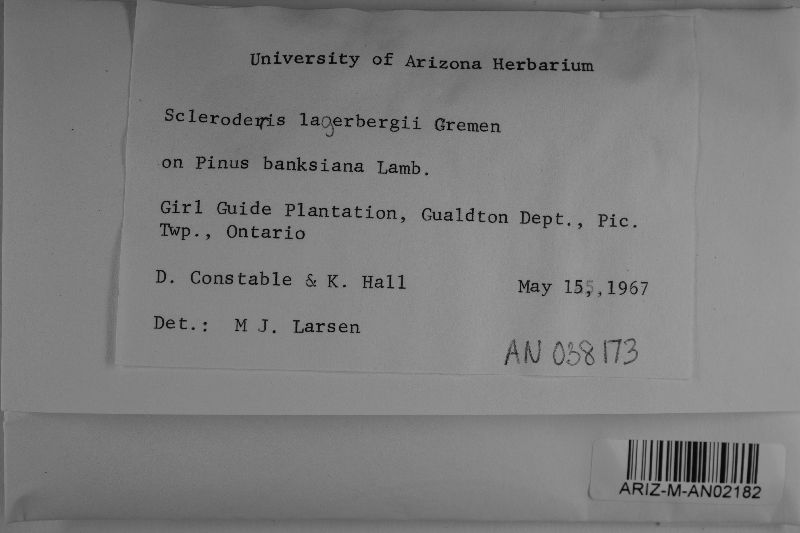 University of Arizona Herbarium
Scleroderris lagerbergii Gremen
on Pinus banksiana Lamb.
Girl Guide Plantation, Gualdton Dept., Pic.
Twp., Ontario
D. Constable & K. Hall May 15, 1967
Det.: M J. Larsen
AN 038173
ARIZ-M-AN02182